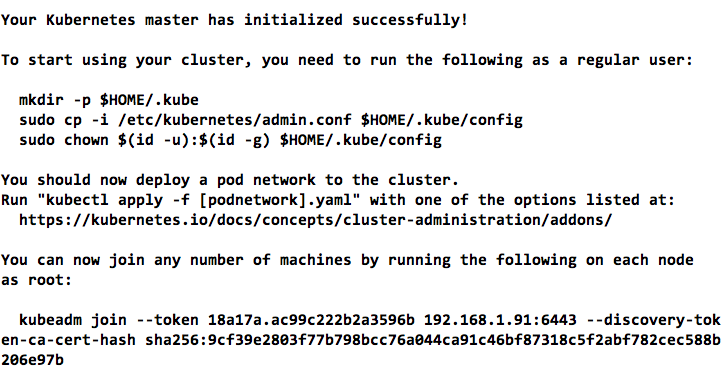 Your Kubernetes master has initialized successfully!
To start using your cluster, you need to run the following as a regular user:
mkdir -p $HOME/.kube
sudo cp -i /etc/kubernetes/admin.conf $HOME/.kube/config
sudo chown $(id -u):$(id -g) $HOME/.kube/config
You should now deploy a pod network to the cluster.
Run "kubectl apply -f [podnetwork].yaml" with one of the options listed at:
https://kubernetes.io/docs/concepts/cluster-administration/addons/
You can now join any number of machines by running the following on each node
as root:
kubeadm join --token 18a17a.ac99c222b2a3596b 192.168.1.91:6443 --discovery-tok
en-ca-cert-hash sha256:9cf39e2803f77b798bcc76a044ca91c46bf87318c5f2abf782cec588b
206e97b